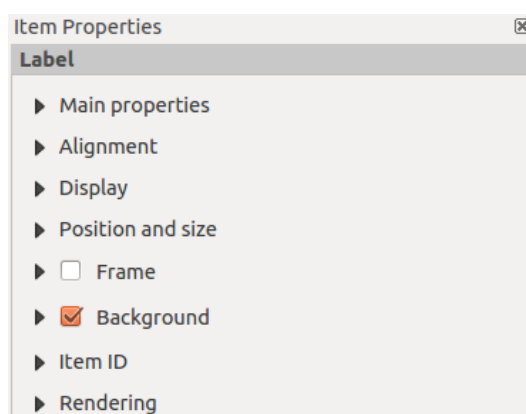 Item Properties
Label
Main properties
Alignment
Display
Position and size
Frame
Background
Item ID
Rendering